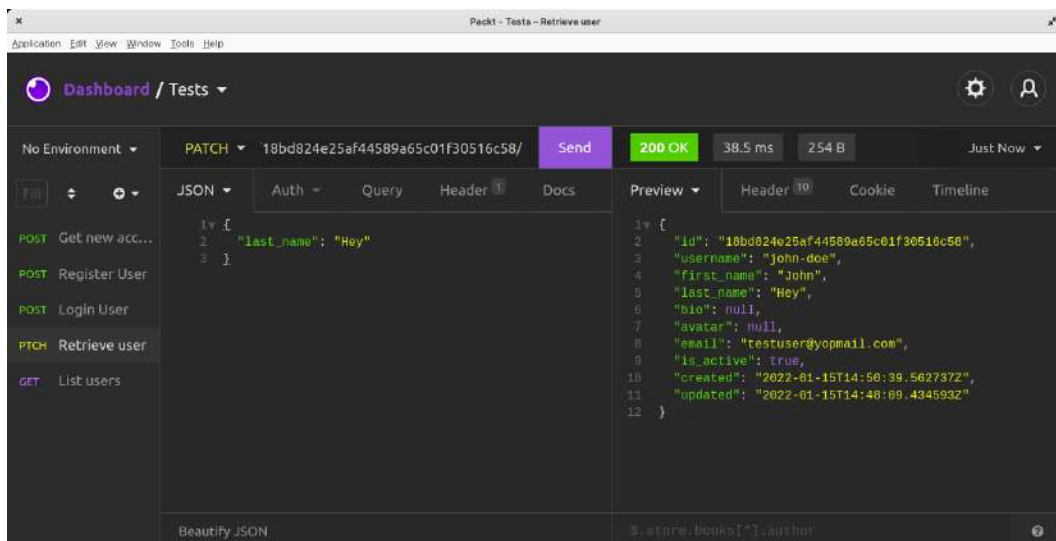 Packt - Tests – Retrieve user
Application Edit View Window Tools Help
Dashboard / Tests
No Environment
PATCH 18bd824e25af44589a65c01f30516c58/ Send
200 OK 38.5 ms 254 B Just Now
Fil
JSON Auth Query Header 1 Docs
Preview Header 10 Cookie Timeline
POST Get new acc...
POST Register User
POST Login User
PTCH Retrieve user
GET List users
1 {
2 "last_name": "Hey"
3 }
1 {
2 "id": "18bd824e25af44589a65c01f30516c58",
3 "username": "john-doe",
4 "first_name": "John",
5 "last_name": "Hey",
6 "bio": null,
7 "avatar": null,
8 "email": "testuser@yopmail.com",
9 "is_active": true,
10 "created": "2022-01-15T14:50:39.562737Z",
11 "updated": "2022-01-15T14:48:09.434593Z"
12 }
Beautify JSON
$.store.books[*].author